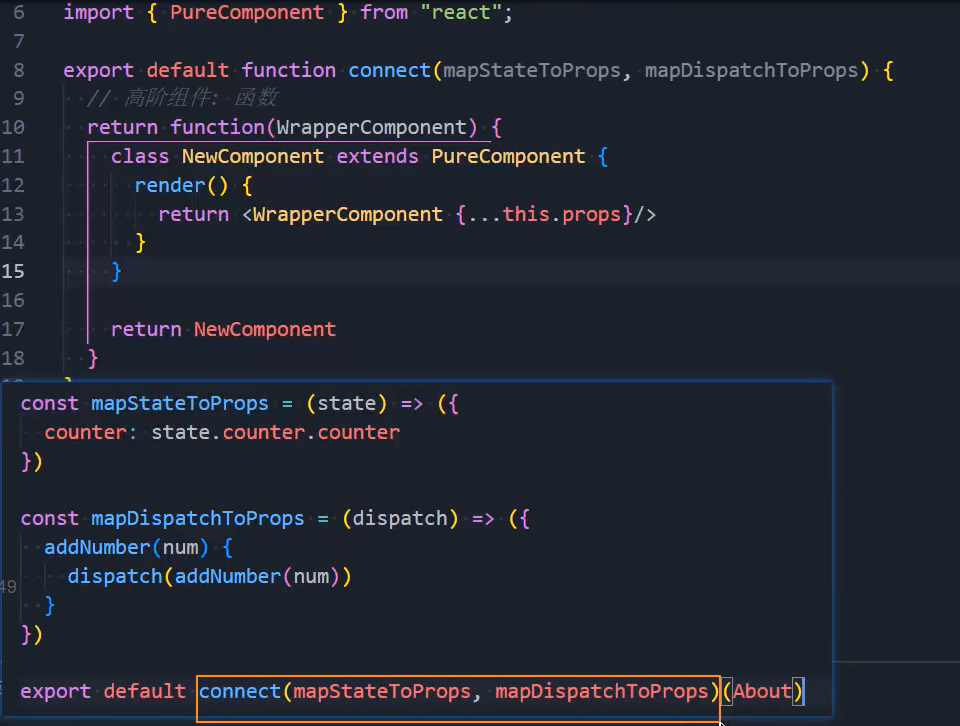 6 import { PureComponent } from "react";
7
8 export default function connect(mapStateToProps, mapDispatchToProps) {
9 // 高阶组件: 函数
10 return function(WrapperComponent) {
11 class NewComponent extends PureComponent {
12 render() {
13 return <WrapperComponent {...this.props}/>
14 }
15 }
16
17 return NewComponent
18 }
const mapStateToProps = (state) => ({
counter: state.counter.counter
})
const mapDispatchToProps = (dispatch) => ({
addNumber(num) {
49 dispatch(addNumber(num))
}
})
export default connect(mapStateToProps, mapDispatchToProps)(About)